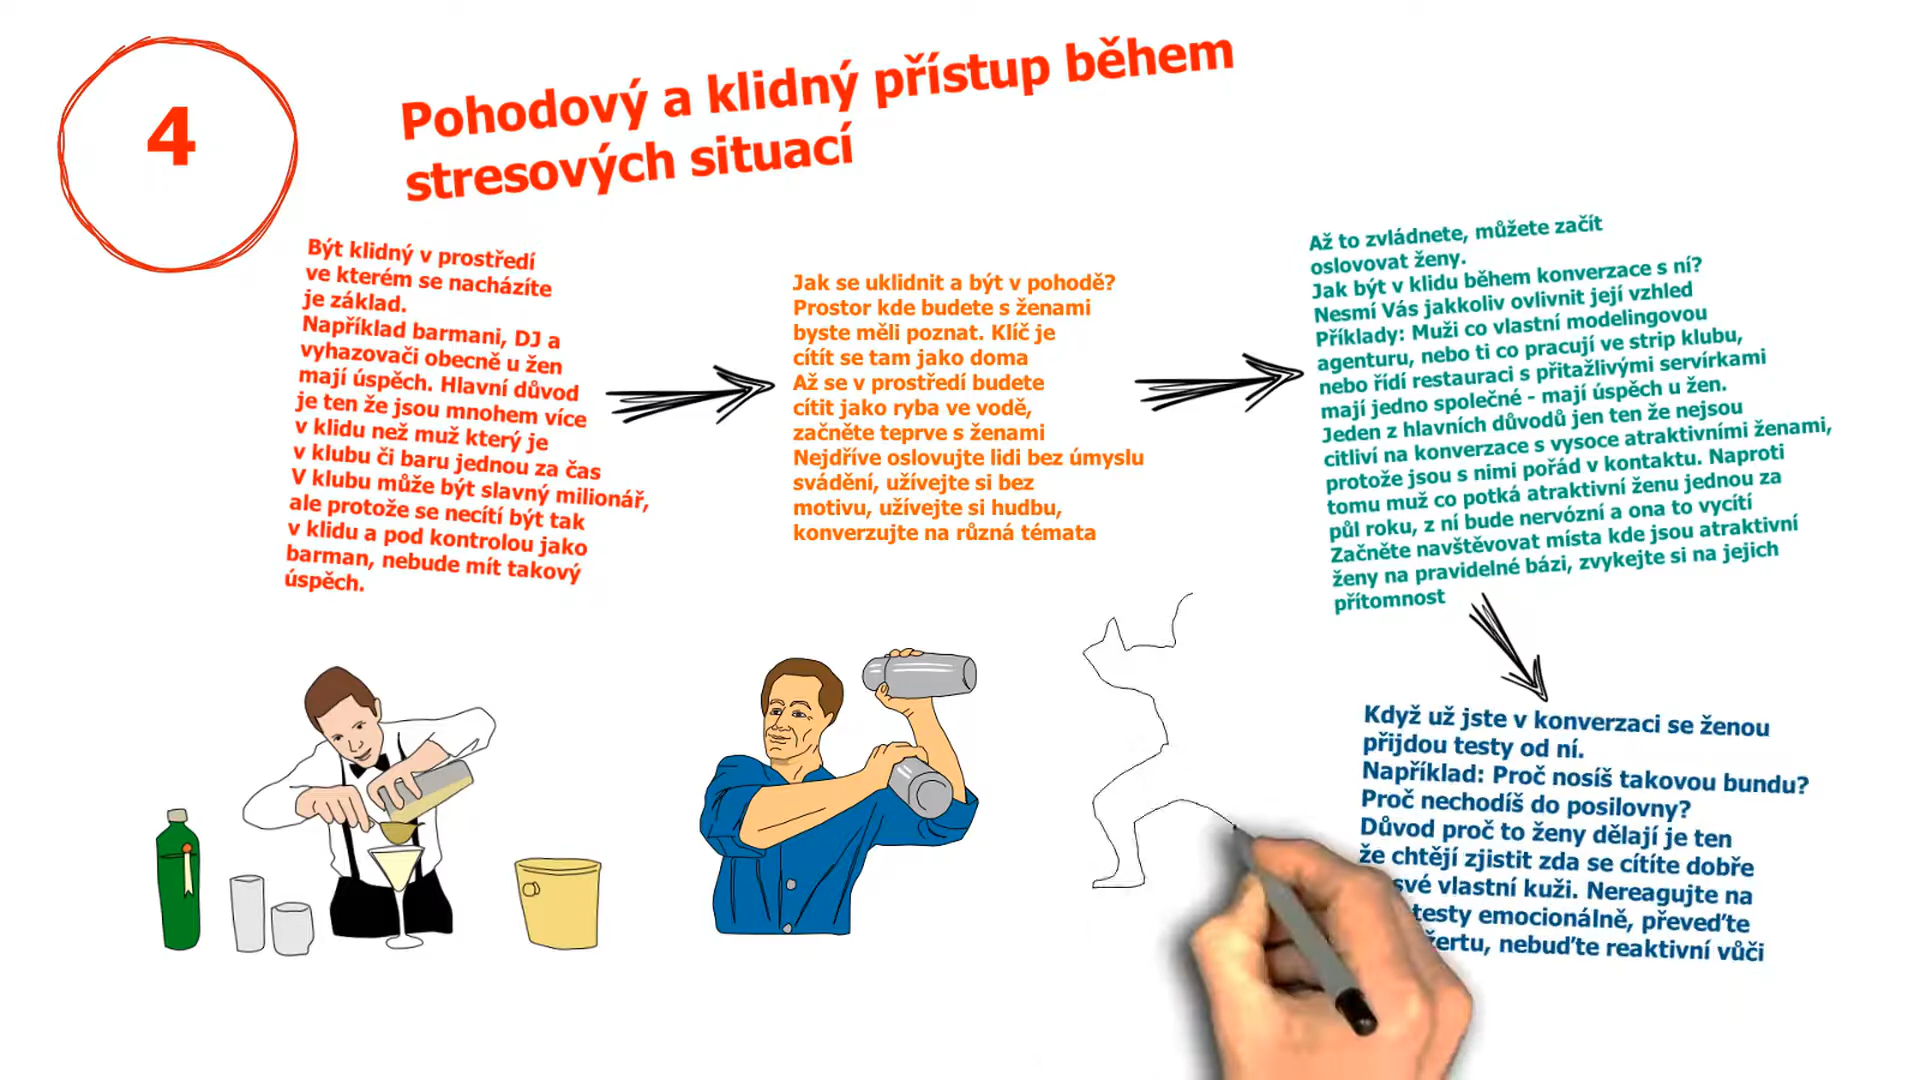 4
Pohodový a klidný přístup během
stresových situací
Být klidný v prostředí
ve kterém se nacházíte
je základ.
Například barmani, DJ a
vyhazovači obecně u žen
mají úspěch. Hlavní důvod
je ten že jsou mnohem více
v klidu než muž který je
v klubu či baru jednou za čas
V klubu může být slavný milionář,
ale protože se necítí být tak
v klidu a pod kontrolou jako
barman, nebude mít takový
úspěch.
Jak se uklidnit a být v pohodě?
Prostor kde budete s ženami
byste měli poznat. Klíč je
cítít se tam jako doma
Až se v prostředí budete
cítit jako ryba ve vodě,
začněte teprve s ženami
Nejdříve oslovujte lidi bez úmyslu
svádění, užívejte si bez
motivu, užívejte si hudbu,
konverzujte na různá témata
Až to zvládnete, můžete začít
oslovovat ženy.
Jak být v klidu během konverzace s ní?
Nesmí Vás jakkoliv ovlivnit její vzhled
Příklady: Muži co vlastní modelingovou
agenturu, nebo ti co pracují ve strip klubu,
nebo řídí restauraci s přitažlivými servírkami
mají jedno společné - mají úspěch u žen.
Jeden z hlavních důvodů jen ten že nejsou
citliví na konverzace s vysoce atraktivními ženami,
protože jsou s nimi pořád v kontaktu. Naproti
tomu muž co potká atraktivní ženu jednou za
půl roku, z ní bude nervózní a ona to vycítí
Začněte navštěvovat místa kde jsou atraktivní
ženy na pravidelné bázi, zvykejte si na jejich
přítomnost
Když už jste v konverzaci se ženou
přijdou testy od ní.
Například: Proč nosíš takovou bundu?
Proč nechodíš do posilovny?
Důvod proč to ženy dělají je ten
že chtějí zjistit zda se cítíte dobře
své vlastní kuži. Nereagujte na
testy emocionálně, převeďte
žertu, nebuďte reaktivní vůči